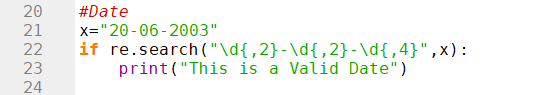 20 #Date
21 x="20-06-2003"
22 if re.search("\d{,2}-\d{,2}-\d{,4}",x):
23     print("This is a Valid Date")
24